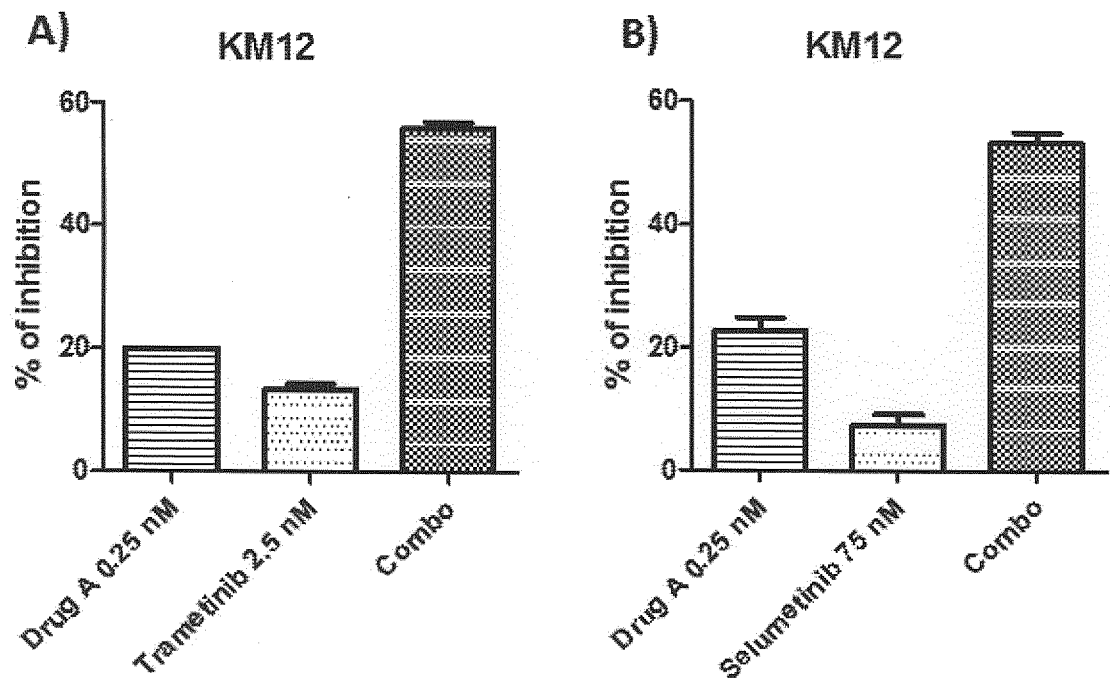 A)
KM12
% of inhibition
60
40
20
0
Drug A 0.25 nM
Trametinib 2.5 nM
Combo
B)
KM12
% of inhibition
60
40
20
0
Drug A 0.25 nM
Selumetinib 75 nM
Combo